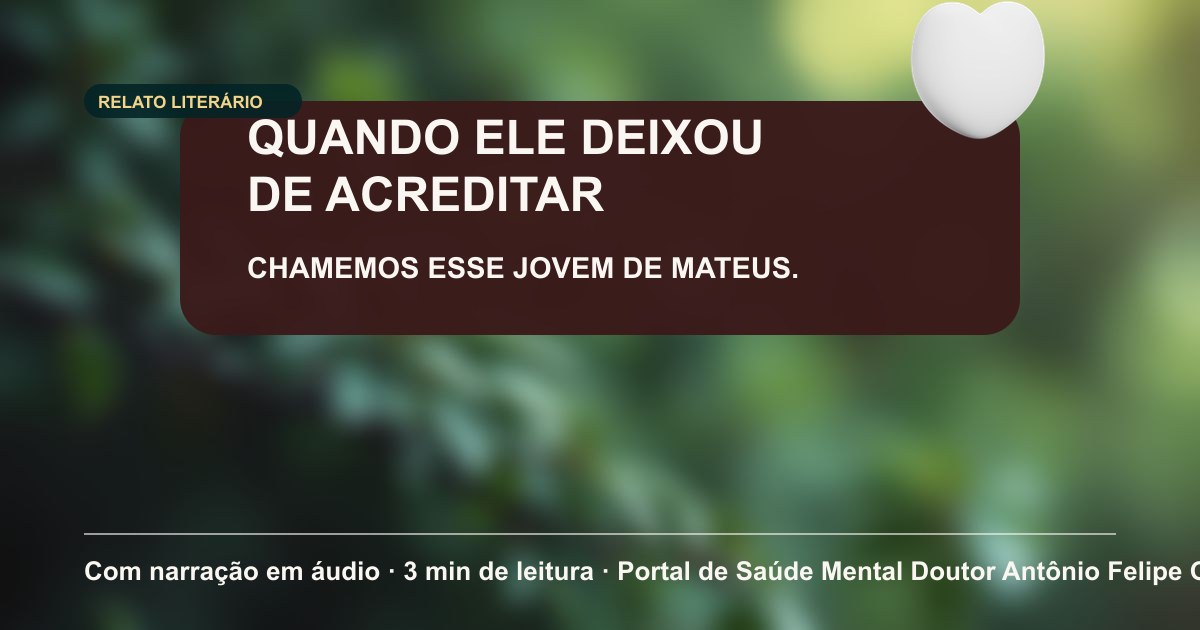 RELATO LITERÁRIO
QUANDO ELE DEIXOU
DE ACREDITAR
CHAMEMOS ESSE JOVEM DE MATEUS.
Com narração em áudio · 3 min de leitura · Portal de Saúde Mental Doutor Antônio Felipe